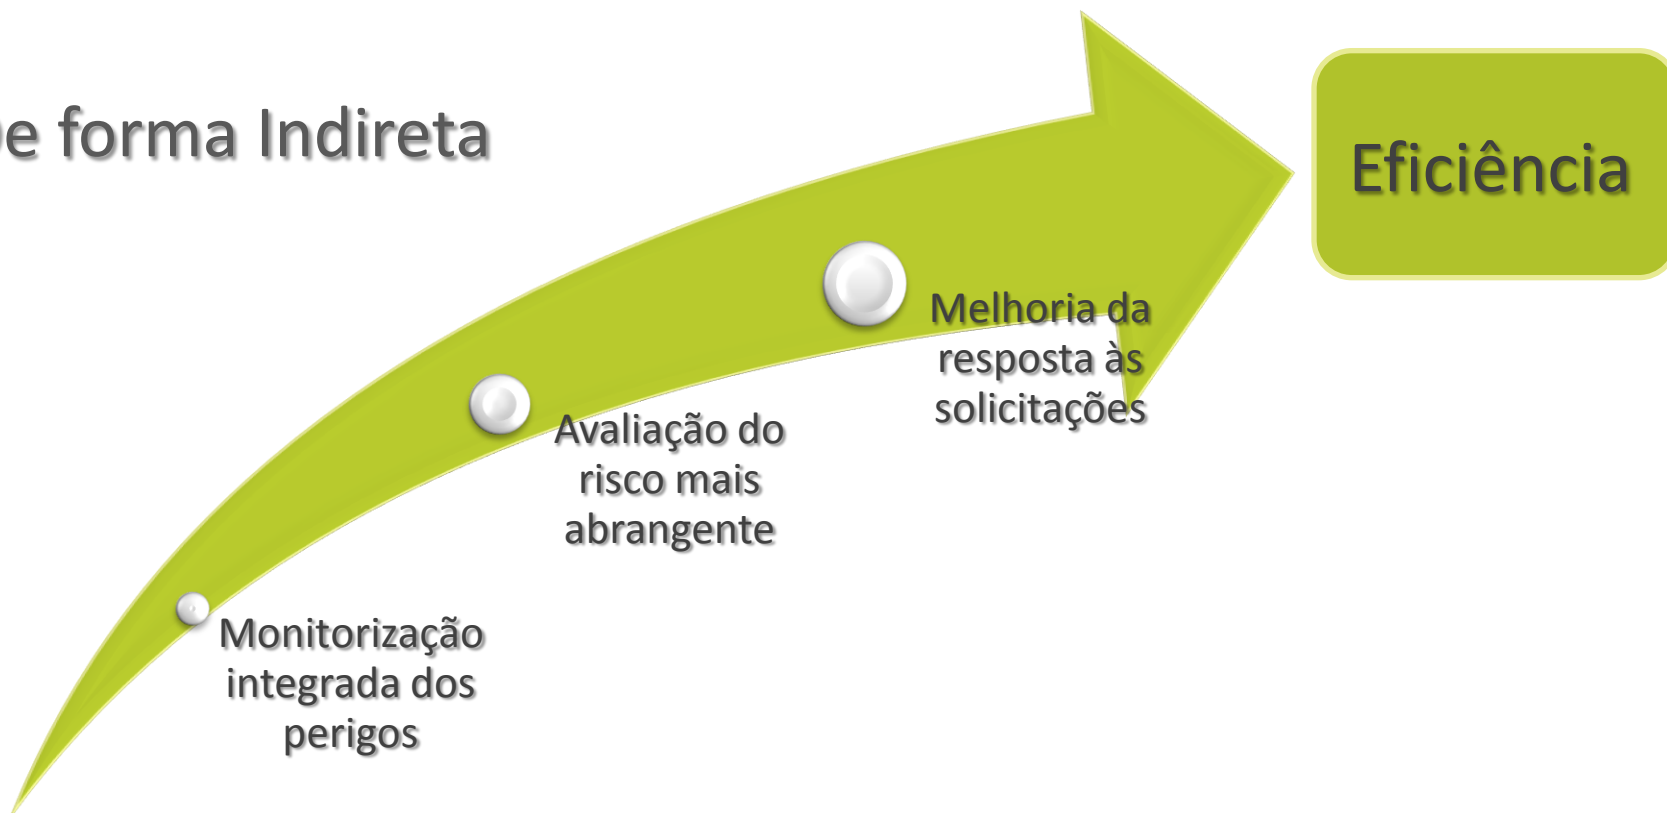 e forma Indireta
Eficiência
Melhoria da
resposta às
solicitações
Avaliação do
risco mais
abrangente
Monitorização
integrada dos
perigos